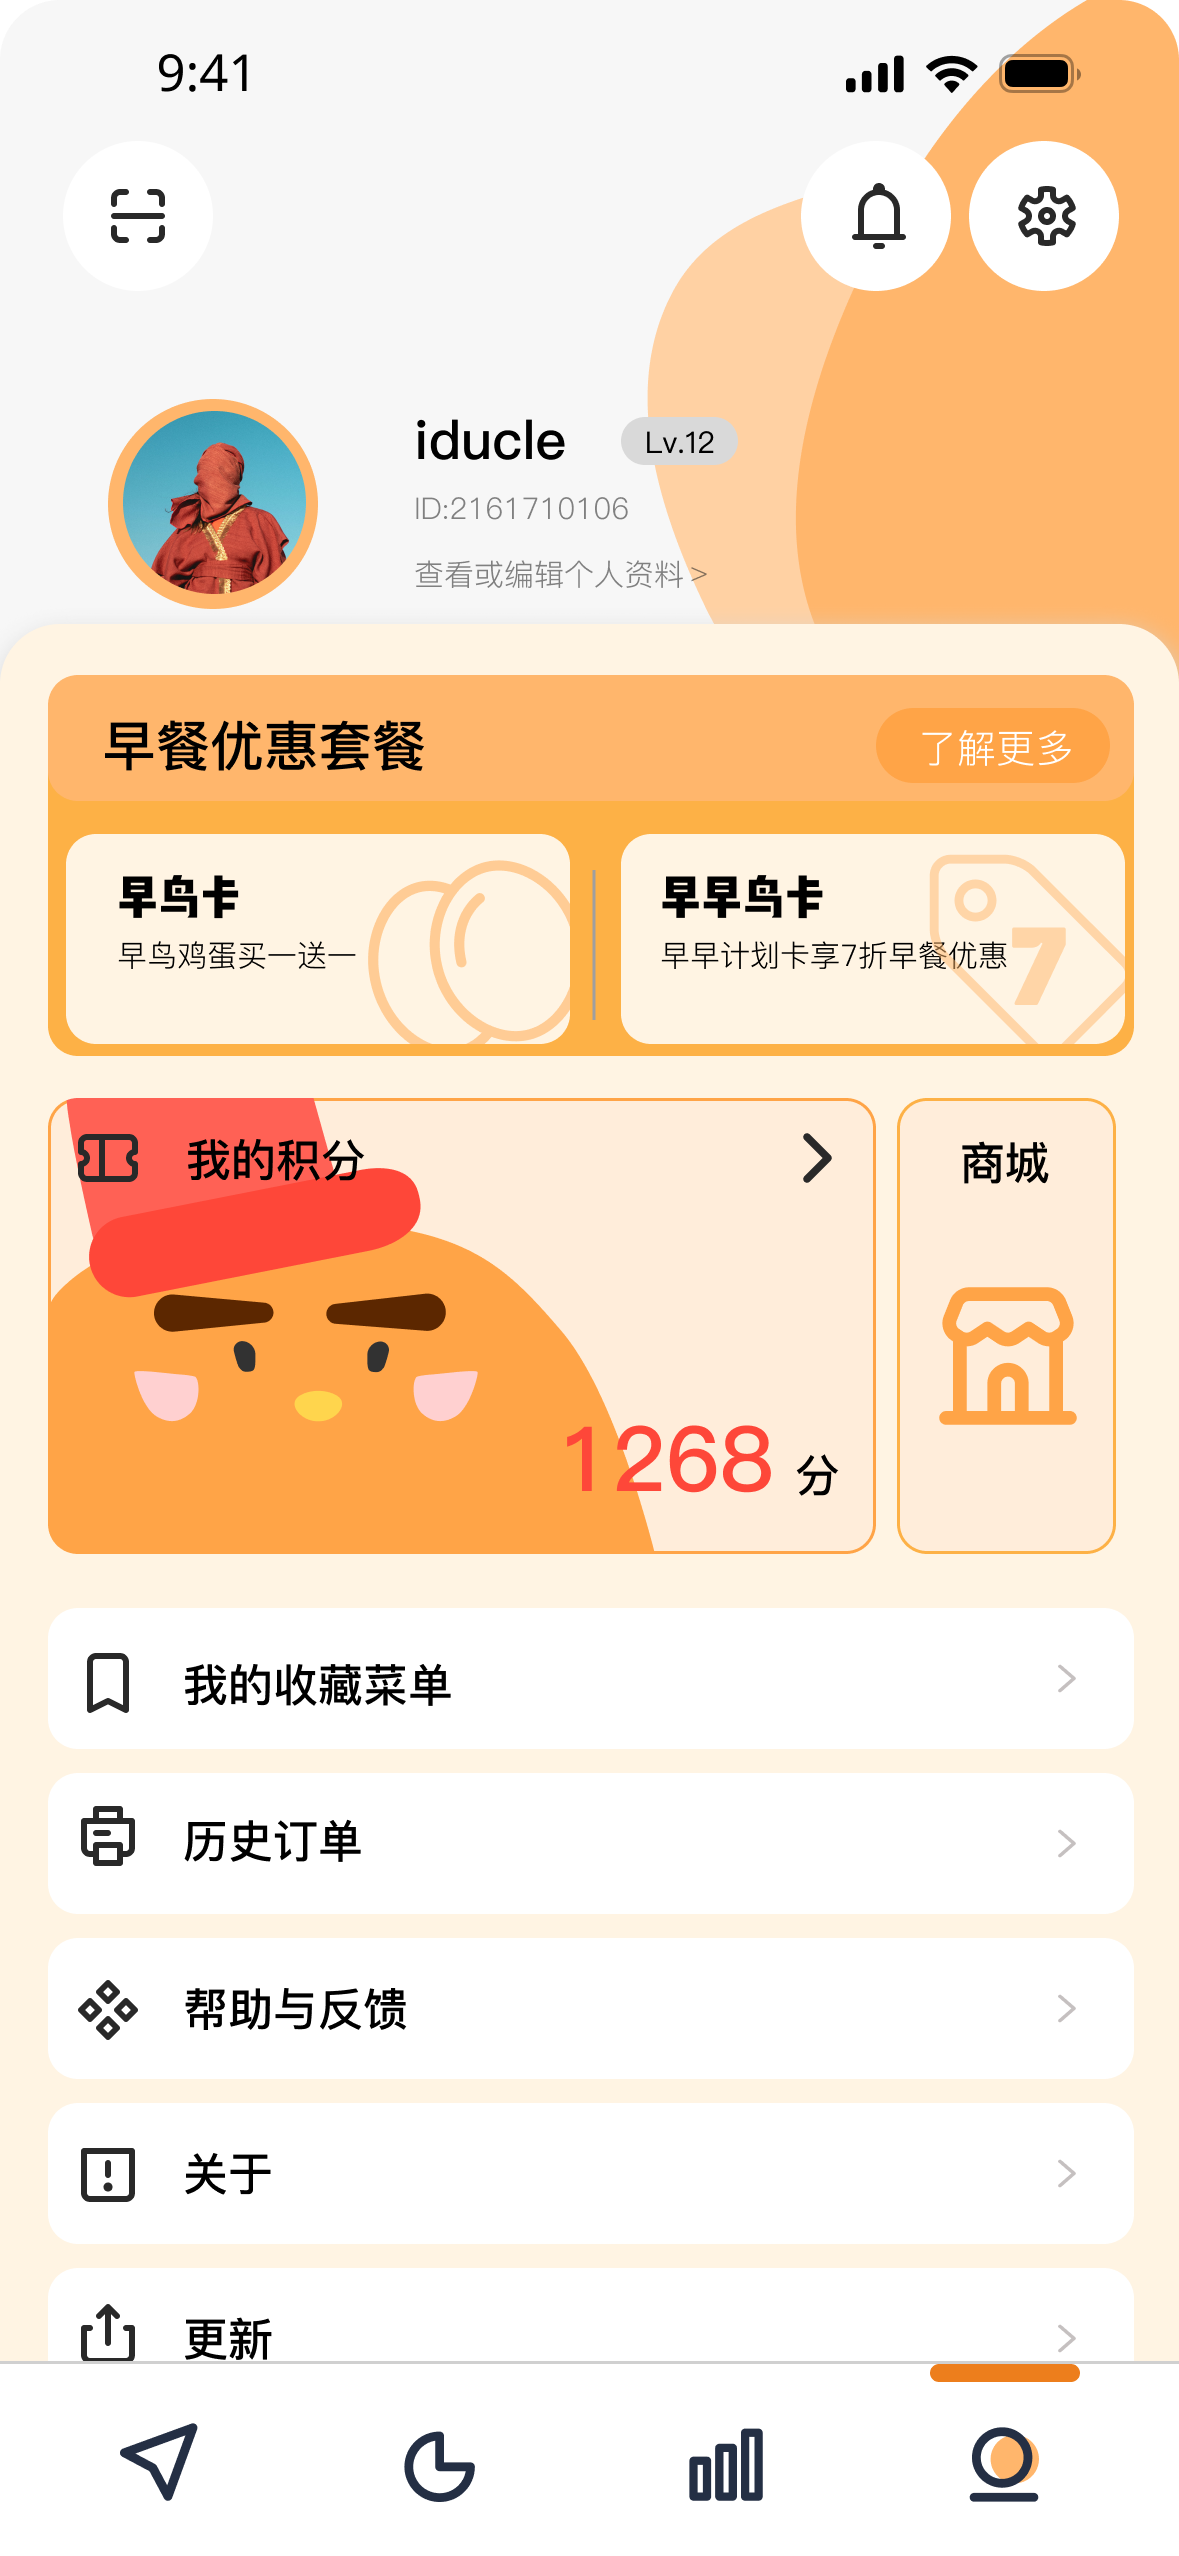 9:41
iducle
Lv.12
ID:2161710106
查看或编辑个人资料 >
早餐优惠套餐
了解更多
早鸟卡
早鸟鸡蛋买一送一
早早鸟卡
早早计划卡享7折早餐优惠
7
我的积分
商城
1268 分
我的收藏菜单
历史订单
帮助与反馈
关于
更新